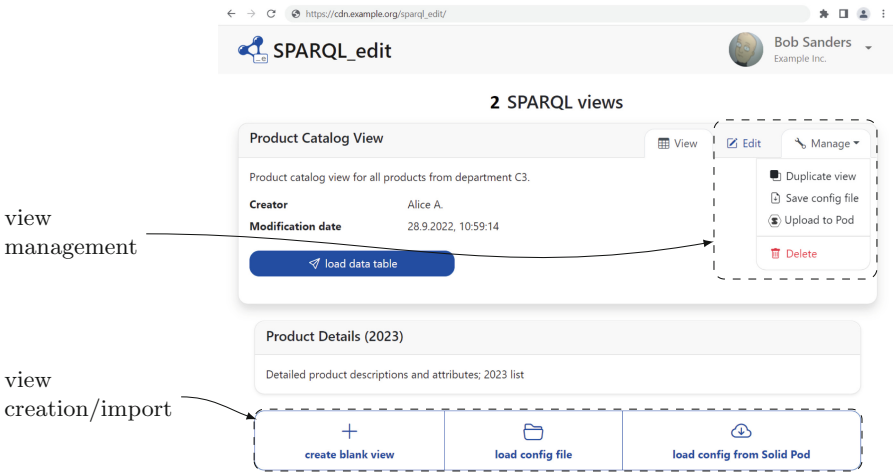 https://cdn.example.org/sparql_edit/
SPARQL_edit
Bob Sanders
Example Inc.
2 SPARQL views
Product Catalog View
View
Edit
Manage
Product catalog view for all products from department C3.
Creator Alice A.
Modification date 28.9.2022, 10:59:14
load data table
Duplicate view
Save config file
Upload to Pod
Delete
view
management
Product Details (2023)
Detailed product descriptions and attributes; 2023 list
view
creation/import
create blank view
load config file
load config from Solid Pod